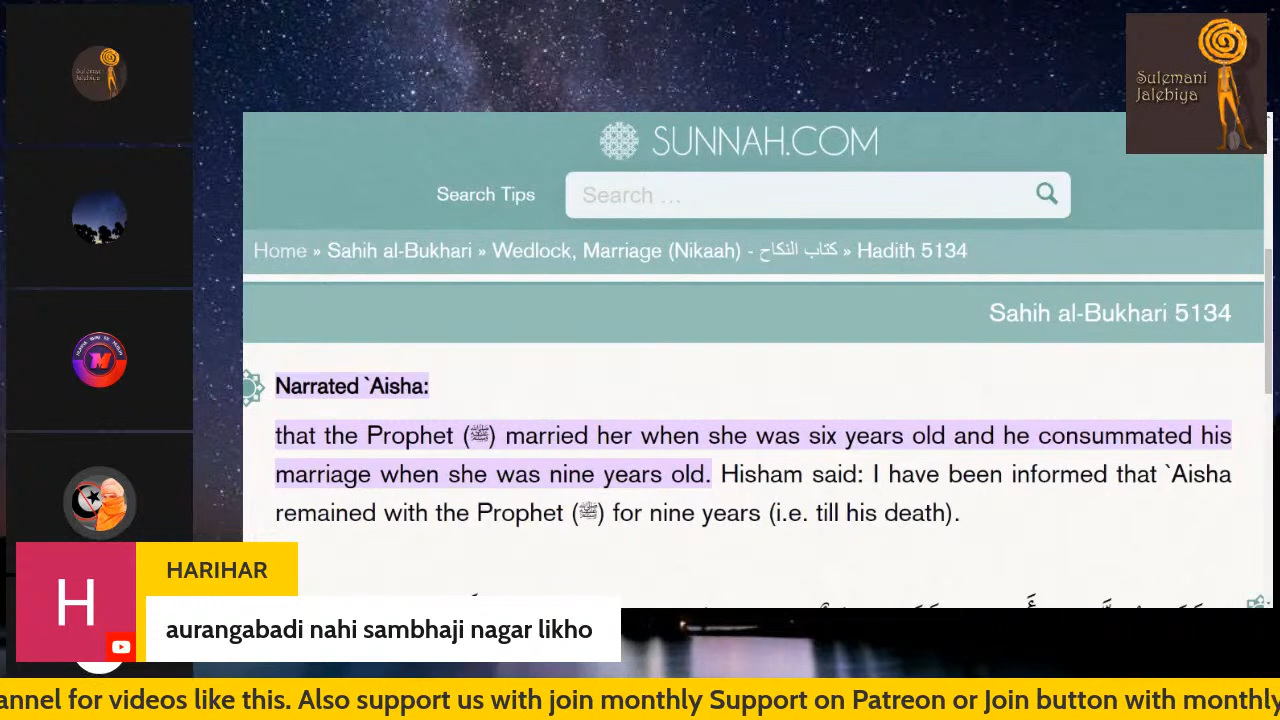 Sulemani
Jalebiya
SUNNAH.COM
Search Tips
Search ...
Home » Sahih al-Bukhari » Wedlock, Marriage (Nikaah) - كتاب النكاح » Hadith 5134
Sahih al-Bukhari 5134
Narrated `Aisha:
that the Prophet (ﷺ) married her when she was six years old and he consummated his
marriage when she was nine years old. Hisham said: I have been informed that `Aisha
remained with the Prophet (ﷺ) for nine years (i.e. till his death).
M
H
HARIHAR
aurangabadi nahi sambhaji nagar likho
annel for videos like this. Also support us with join monthly Support on Patreon or Join button with monthly